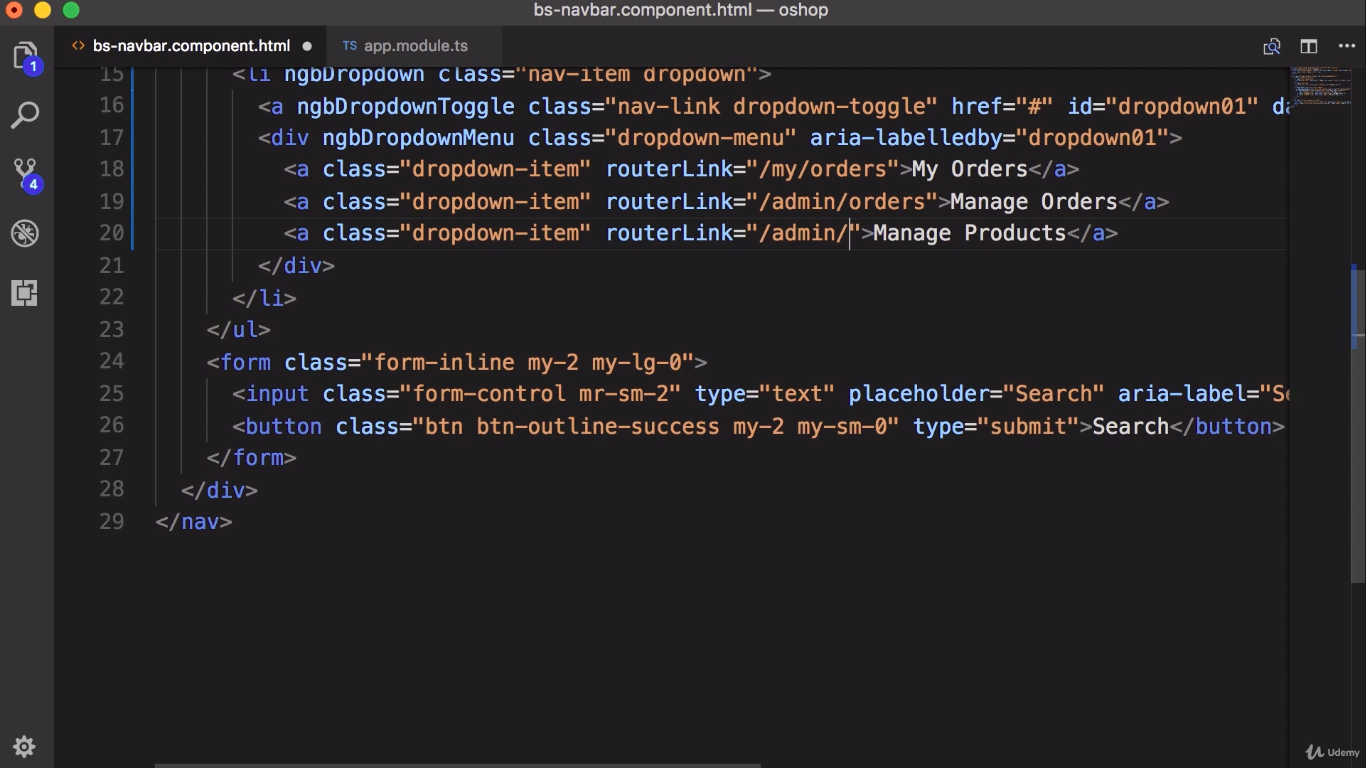 bs-navbar.component.html — oshop
<> bs-navbar.component.html ● TS app.module.ts
1
4
15 <li ngbDropdown class="nav-item dropdown">
16 <a ngbDropdownToggle class="nav-link dropdown-toggle" href="#" id="dropdown01" da
17 <div ngbDropdownMenu class="dropdown-menu" aria-labelledby="dropdown01">
18 <a class="dropdown-item" routerLink="/my/orders">My Orders</a>
19 <a class="dropdown-item" routerLink="/admin/orders">Manage Orders</a>
20 <a class="dropdown-item" routerLink="/admin/">Manage Products</a>
21 </div>
22 </li>
23 </ul>
24 <form class="form-inline my-2 my-lg-0">
25 <input class="form-control mr-sm-2" type="text" placeholder="Search" aria-label="Se
26 <button class="btn btn-outline-success my-2 my-sm-0" type="submit">Search</button>
27 </form>
28 </div>
29 </nav>
Udemy